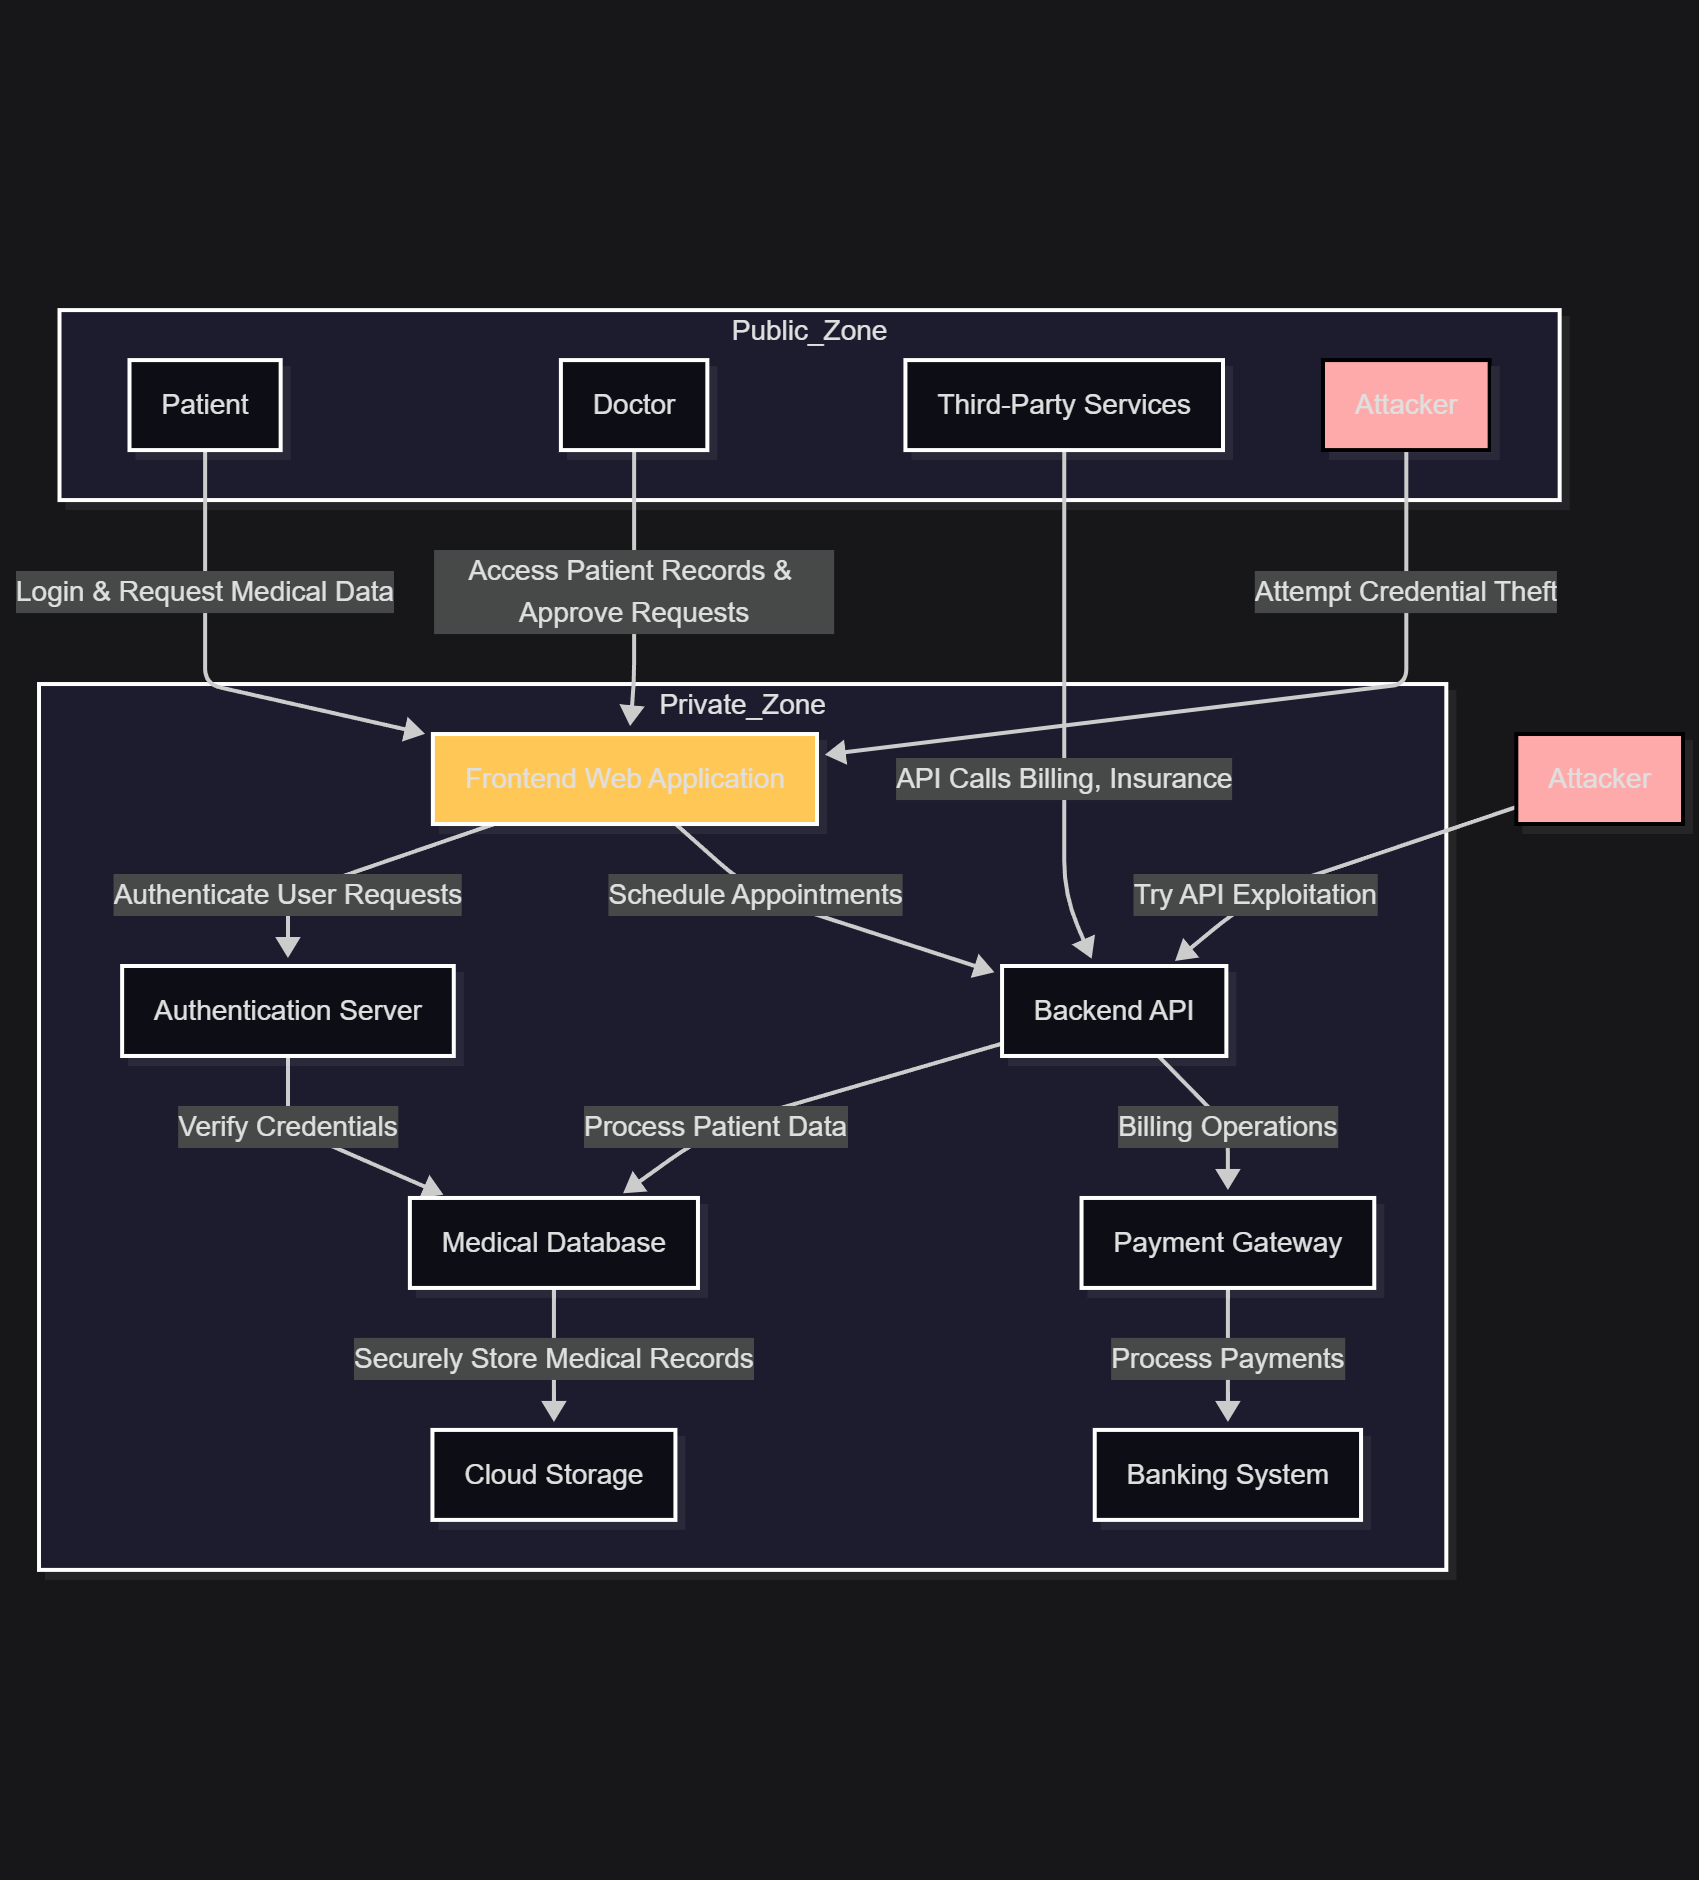 Public_Zone
Patient
Doctor
Third-Party Services
Attacker
Login & Request Medical Data
Access Patient Records &
Approve Requests
Attempt Credential Theft
Private_Zone
Frontend Web Application
API Calls Billing, Insurance
Attacker
Authenticate User Requests
Schedule Appointments
Try API Exploitation
Authentication Server
Backend API
Verify Credentials
Process Patient Data
Billing Operations
Medical Database
Payment Gateway
Securely Store Medical Records
Process Payments
Cloud Storage
Banking System